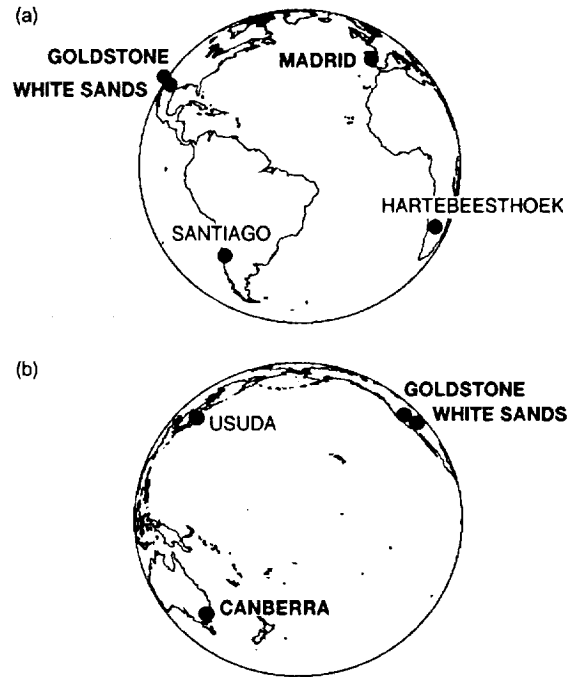 (a)
GOLDSTONE
WHITE SANDS
MADRID
HARTEBEESTHOEK
SANTIAGO
(b)
GOLDSTONE
WHITE SANDS
USUDA
CANBERRA